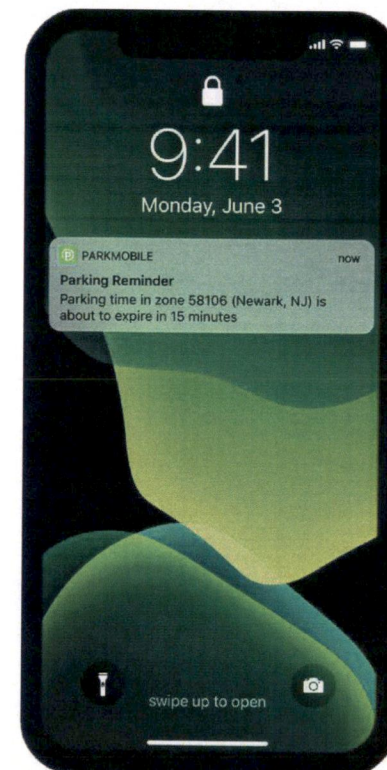 9:41
Monday, June 3
PARKMOBILE now
Parking Reminder
Parking time in zone 58106 (Newark, NJ) is
about to expire in 15 minutes
swipe up to open